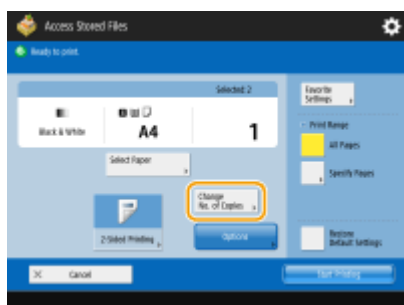 Access Stored Files
Ready to print.
Selected: 2
Black & White
A4
1
Select Paper
Change
No. of Copies
2-Sided Printing
Options
Favorite
Settings
Print Range
All Pages
Specify Pages
Restore
Default Settings
Cancel
Start Printing